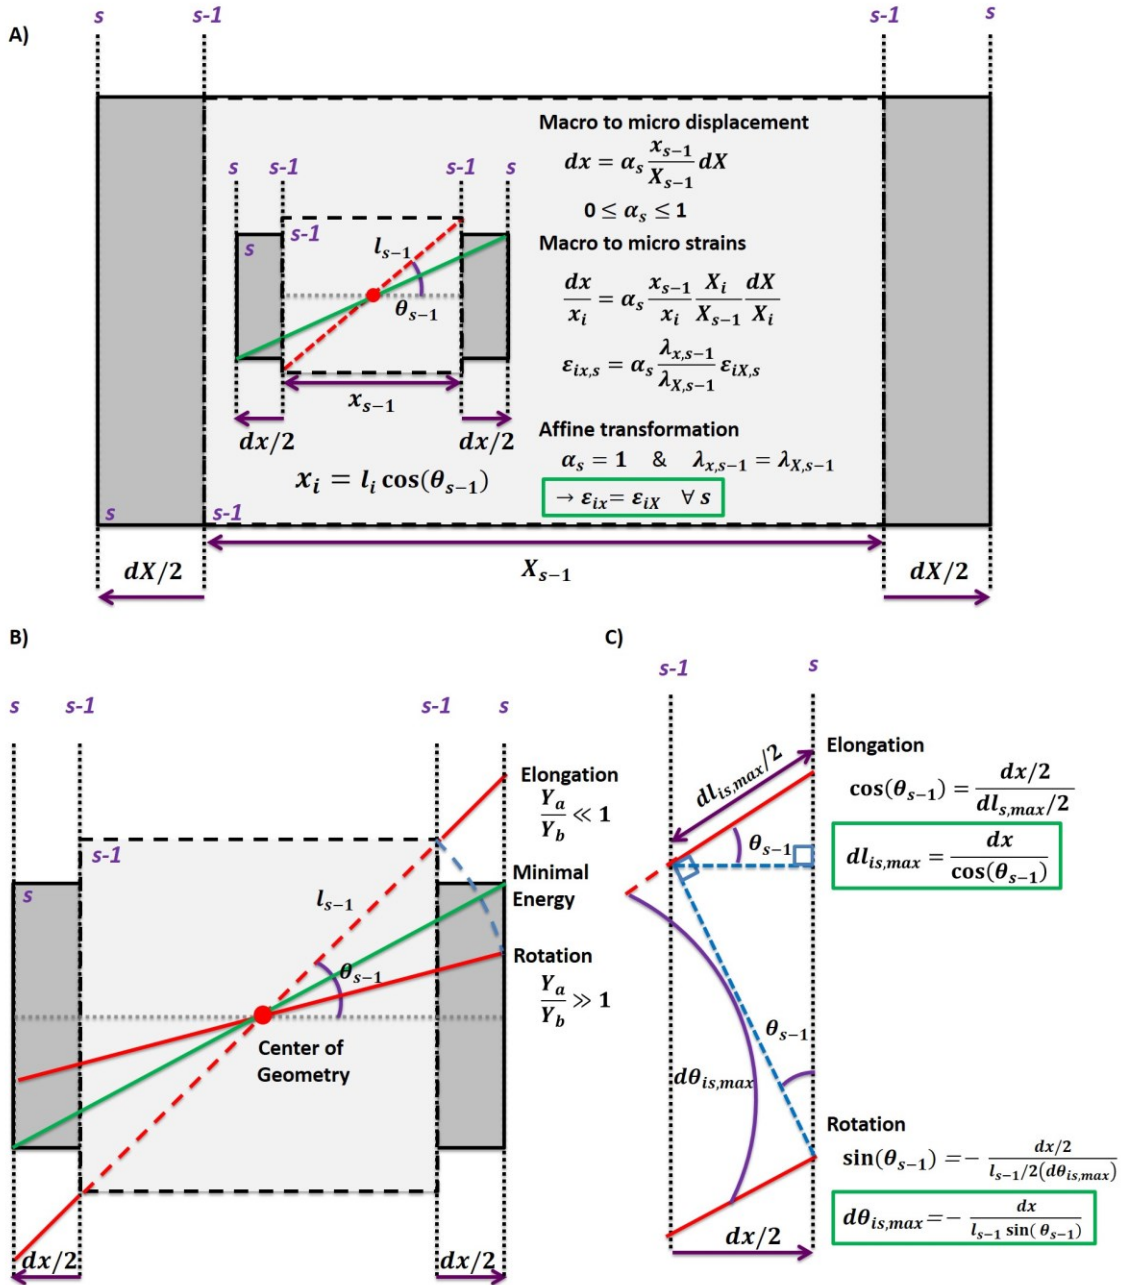 A)
s
s-1
s-1
s
Macro to micro displacement
dx = α_s x_{s−1}/X_{s−1} dX
0 ≤ α_s ≤ 1
Macro to micro strains
dx/x_i = α_s x_{s−1}/x_i X_i/X_{s−1} dX/X_i
ε_{ix,s} = α_s λ_{x,s−1}/λ_{X,s−1} ε_{iX,s}
Affine transformation
α_s = 1 & λ_{x,s−1} = λ_{X,s−1}
→ ε_{ix} = ε_{iX} ∀ s
s
s-1
s-1
s
s-1
s
l_{s−1}
θ_{s−1}
x_{s−1}
dx/2
dx/2
x_i = l_i cos(θ_{s−1})
s
s-1
dX/2
X_{s−1}
dX/2
B)
s
s-1
s-1
s
s-1
s
l_{s−1}
θ_{s−1}
Elongation
Y_a/Y_b ≪ 1
Minimal
Energy
Rotation
Y_a/Y_b ≫ 1
Center of
Geometry
dx/2
dx/2
C)
s-1
s
dl_{is,max}/2
θ_{s−1}
Elongation
cos(θ_{s−1}) = dx/2 / dl_{s,max}/2
dl_{is,max} = dx/cos(θ_{s−1})
θ_{s−1}
dθ_{is,max}
Rotation
sin(θ_{s−1}) = − dx/2 / l_{s−1}/2(dθ_{is,max})
dθ_{is,max} = − dx / l_{s−1} sin(θ_{s−1})
dx/2